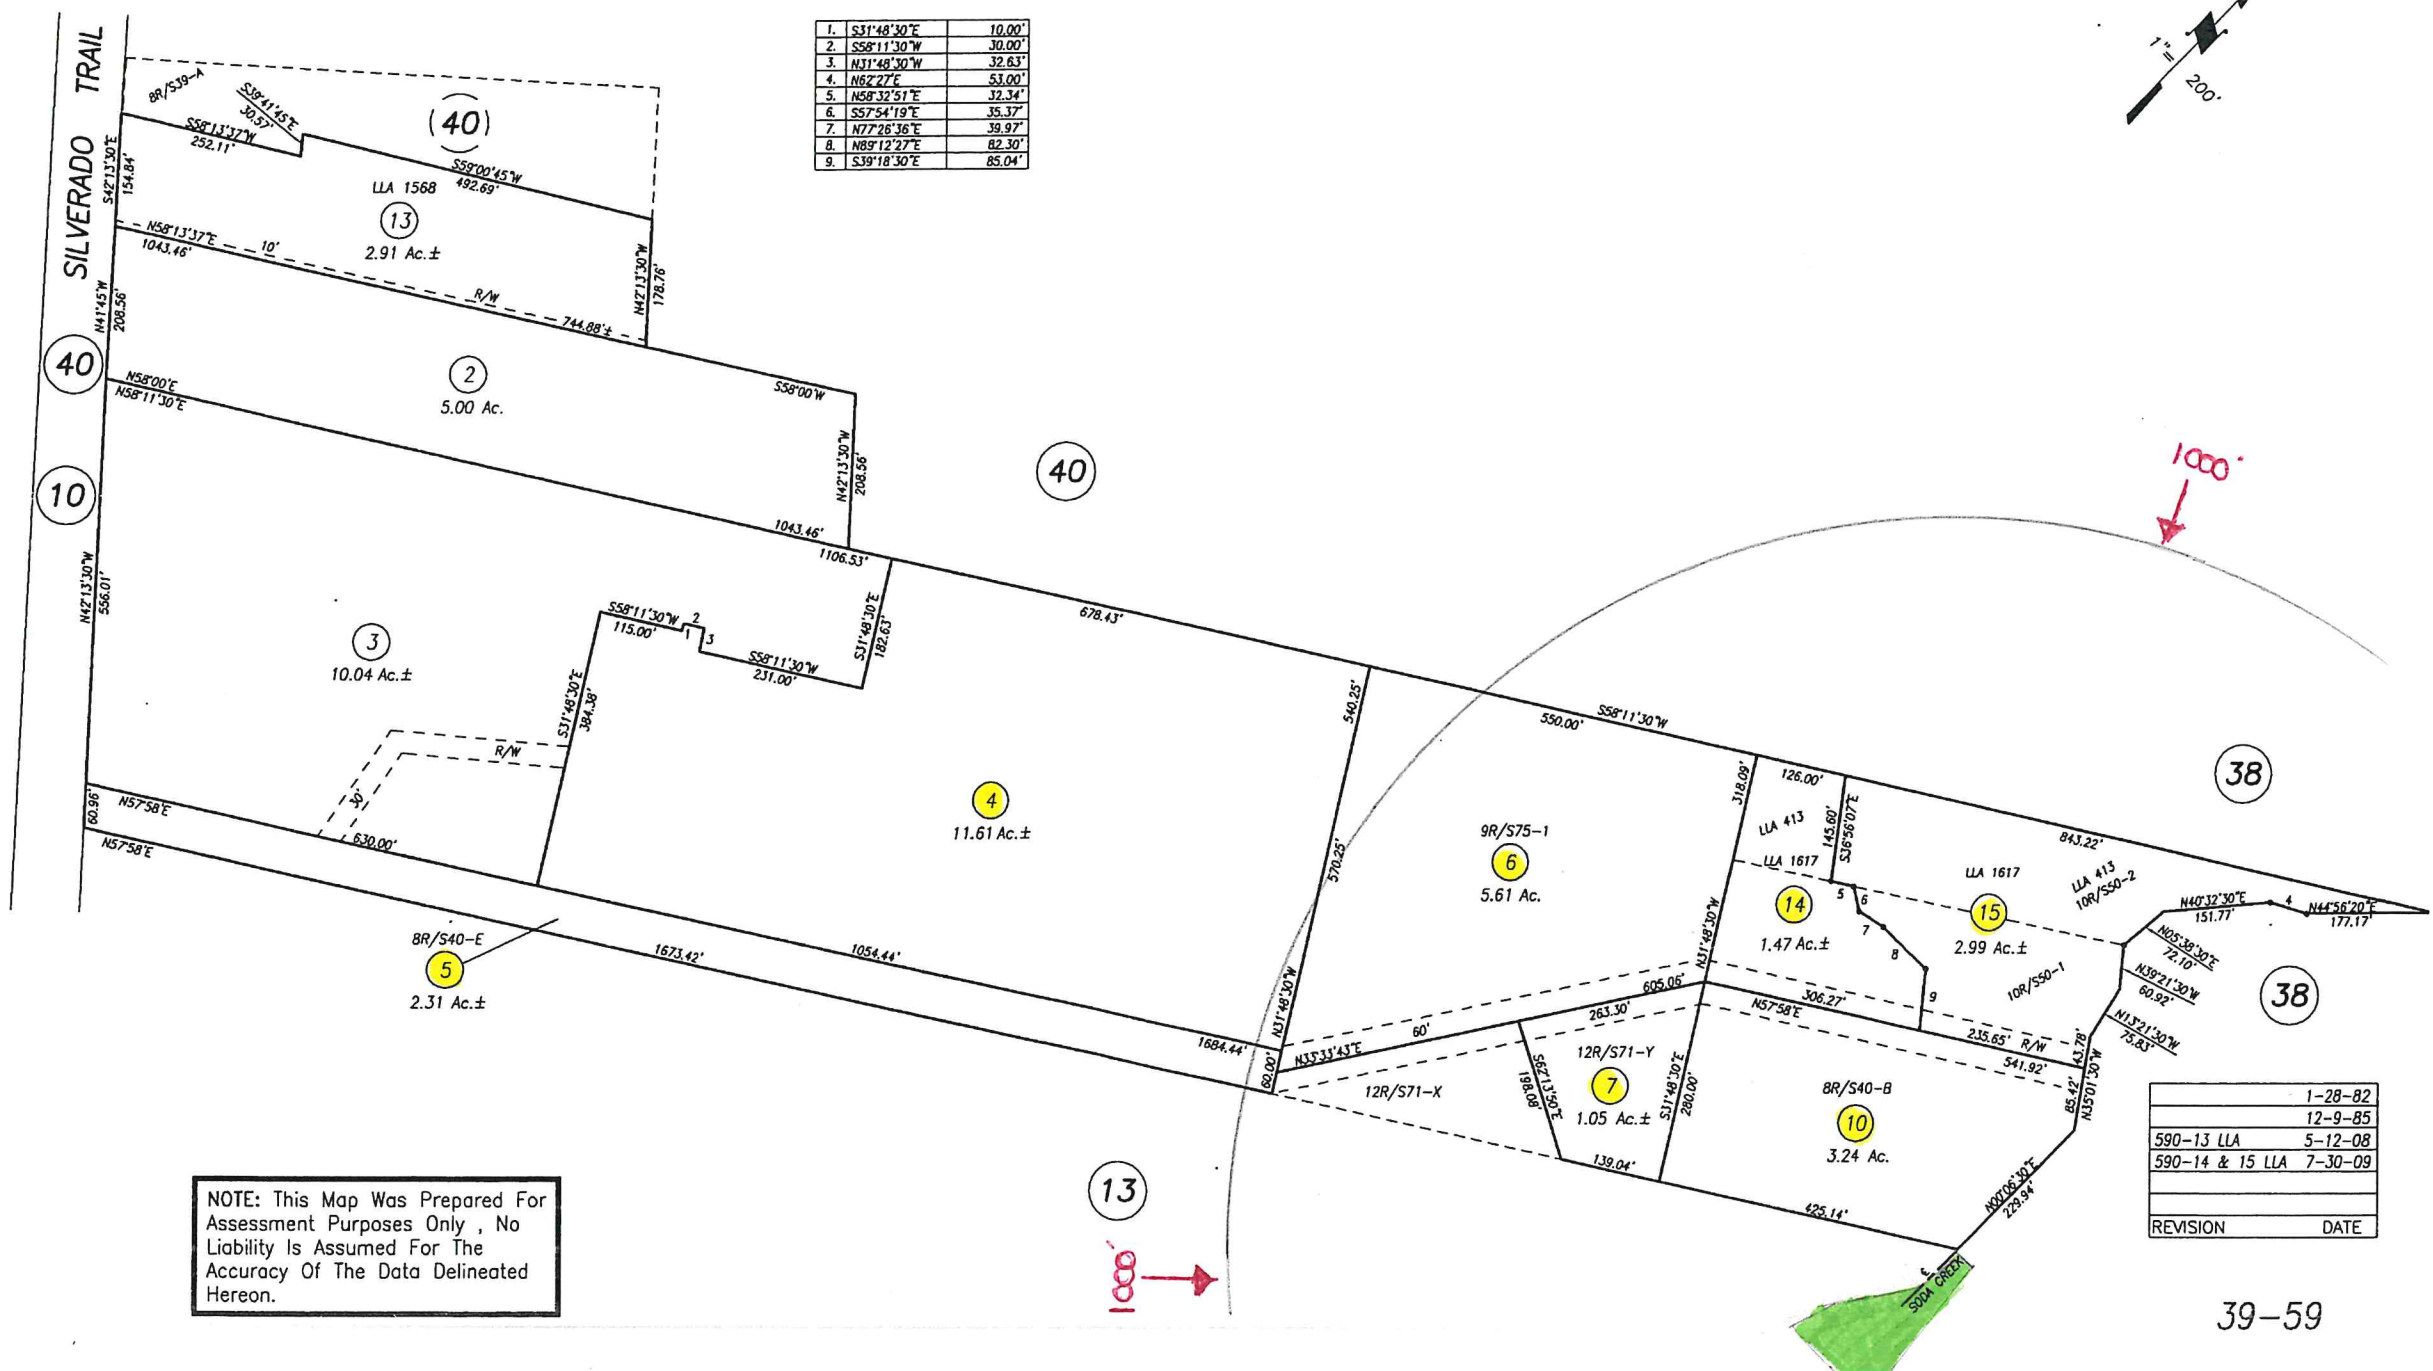 SILVERADO TRAIL
1. S31°48'30"E 10.00'
2. S58°11'30"W 30.00'
3. N31°48'30"W 32.63'
4. N62°27'E 53.00'
5. N58°32'51"E 32.34'
6. S57°54'19"E 35.37'
7. N77°26'36"E 39.97'
8. N89°12'27"E 82.30'
9. S39°18'30"E 85.04'
1"=200'
8R/S39-A
S39°41'45"E
30.57'
(40)
S58°13'37"W
252.11'
S59°00'45"W
492.69'
S42°13'30"E
154.84'
LLA 1568
13
2.91 Ac.±
N42°13'30"W
178.76'
N58°13'37"E
1043.46'
10'
R/W
744.88'±
N41°45'W
208.56'
40
2
5.00 Ac.
S58°00'W
N58°00'E
N58°11'30"E
N42°13'30"W
208.56'
40
10
1043.46'
1106.53'
1000'
N42°13'30"W
556.01'
3
10.04 Ac.±
S58°11'30"W
115.00'
1
2
3
S58°11'30"W
231.00'
S31°48'30"E
182.63'
678.43'
S31°48'30"E
384.38'
R/W
30'
4
11.61 Ac.±
540.25'
570.25'
550.00'
S58°11'30"W
9R/S75-1
6
5.61 Ac.
318.09'
126.00'
LLA 413
LLA 1617
145.60'
S36°56'07"E
38
843.22'
LLA 1617
LLA 413
10R/S50-2
14
1.47 Ac.±
5
6
7
8
9
15
2.99 Ac.±
10R/S50-1
N40°32'30"E
151.77'
4
N44°56'20"E
177.17'
N05°38'30"E
72.10'
N39°21'30"W
60.92'
N13°21'30"W
75.83'
38
60.96'
N57°58'E
630.00'
N57°58'E
8R/S40-E
5
2.31 Ac.±
1673.42'
1054.44'
1684.44'
N31°48'30"W
60.00'
N31°48'30"W
N33°33'43"E
60'
605.06'
263.30'
306.27'
N57°58'E
235.65'
R/W
541.92'
43.78'
85.42'
N35°01'30"W
12R/S71-X
S62°13'50"E
198.08'
12R/S71-Y
7
1.05 Ac.±
S31°48'30"E
280.00'
139.04'
8R/S40-B
10
3.24 Ac.
425.14'
N00°06'30"E
229.94'
SODA CREEK
13
1000'
1-28-82
12-9-85
590-13 LLA 5-12-08
590-14 & 15 LLA 7-30-09
REVISION DATE
39-59
NOTE: This Map Was Prepared For
Assessment Purposes Only , No
Liability Is Assumed For The
Accuracy Of The Data Delineated
Hereon.